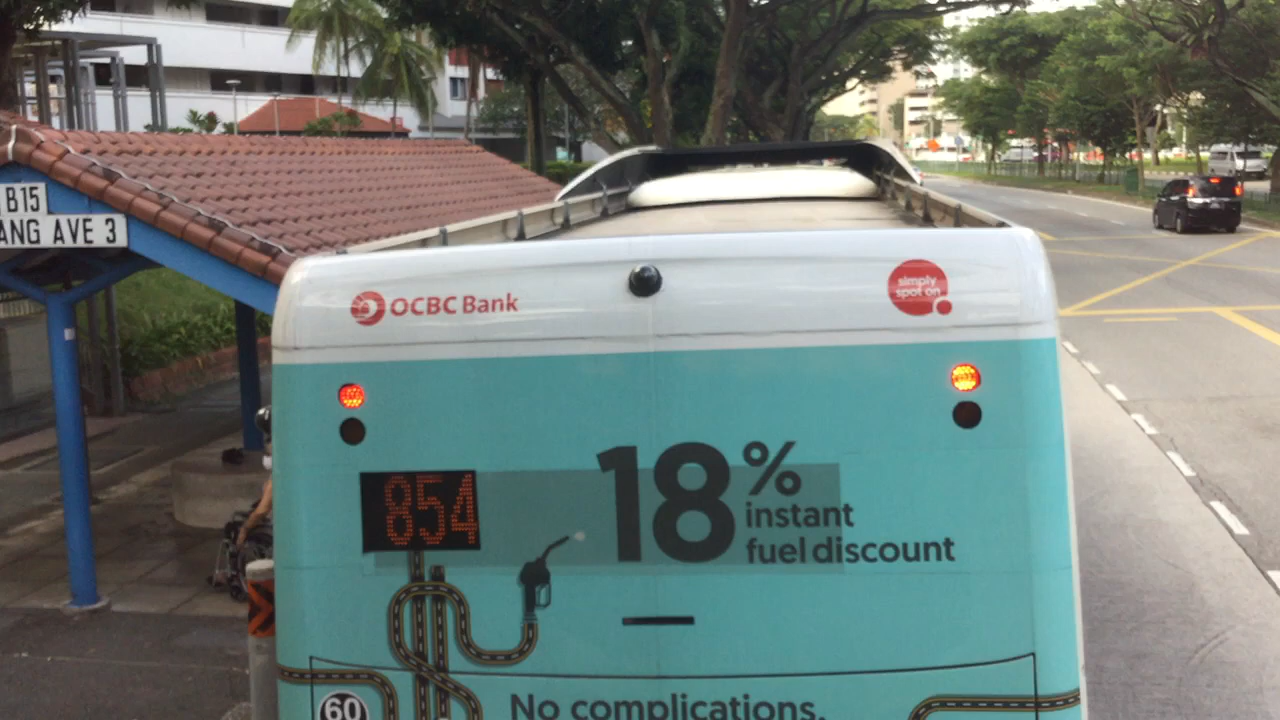 B15
ANG AVE 3
OCBC Bank
simply
spot on
854
18%
instant
fuel discount
60
No complications.